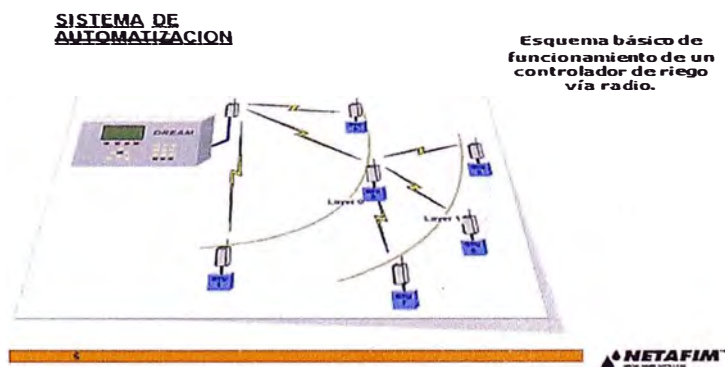 SISTEMA DE
AUTOMATIZACION
Esquema básico de
funcionamiento de un
controlador de riego
vía radio.
DREAM
Layer 0
Layer 1
NETAFIM™